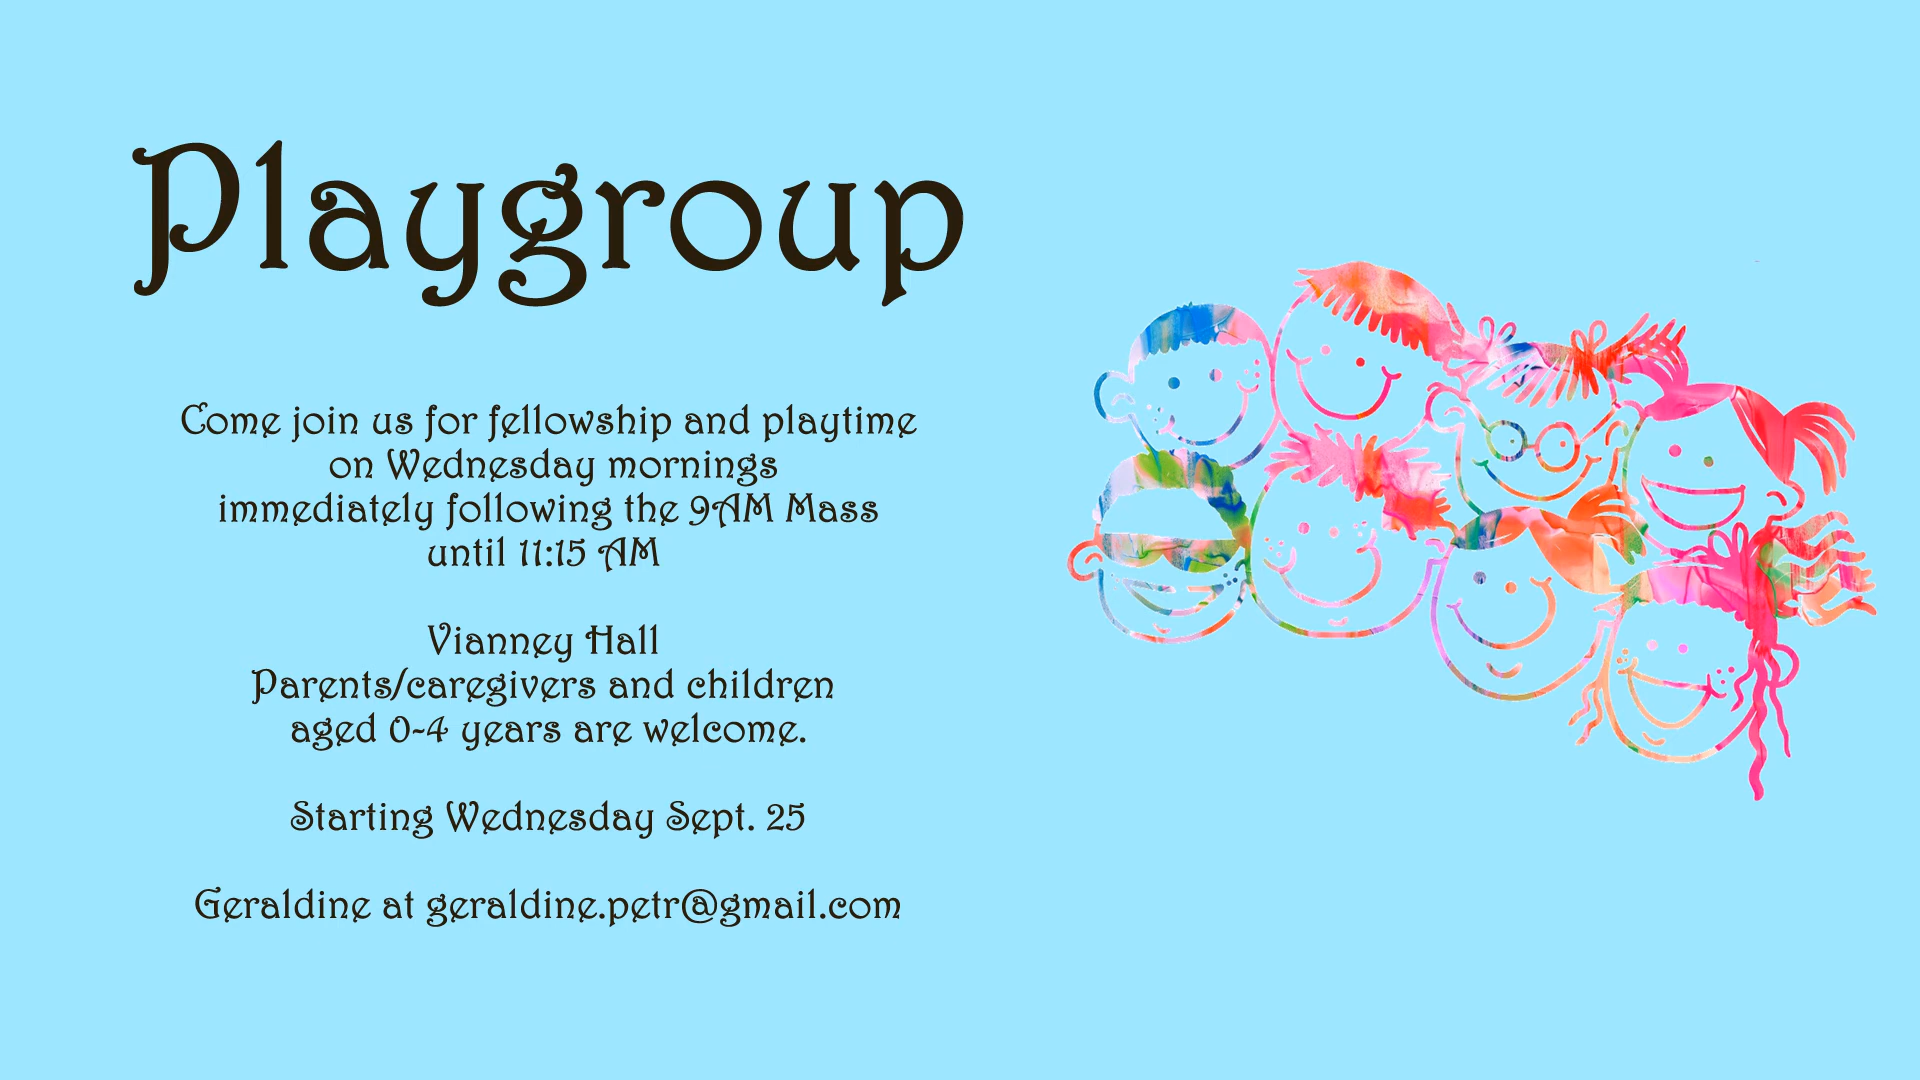 Playgroup
Come join us for fellowship and playtime
on Wednesday mornings
immediately following the 9AM Mass
until 11:15 AM
Vianney Hall
Parents/caregivers and children
aged 0-4 years are welcome.
Starting Wednesday Sept. 25
Geraldine at geraldine.petr@gmail.com